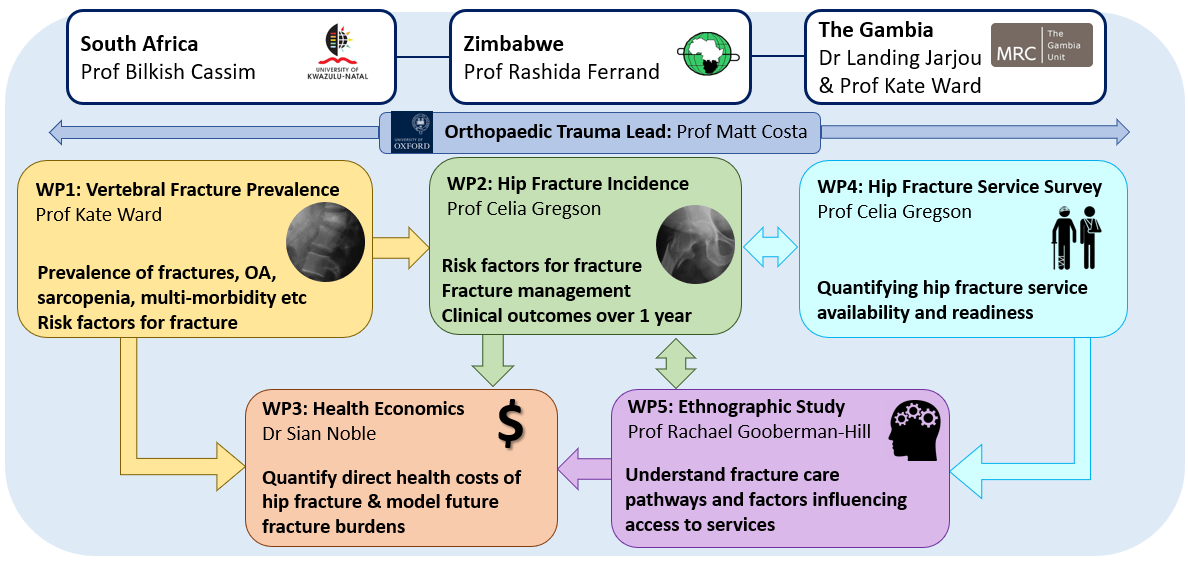 South Africa
Prof Bilkish Cassim
UNIVERSITY OF
KWAZULU-NATAL
Zimbabwe
Prof Rashida Ferrand
The Gambia
Dr Landing Jarjou
& Prof Kate Ward
MRC
The
Gambia
Unit
UNIVERSITY OF
OXFORD
Orthopaedic Trauma Lead: Prof Matt Costa
WP1: Vertebral Fracture Prevalence
Prof Kate Ward
Prevalence of fractures, OA,
sarcopenia, multi-morbidity etc
Risk factors for fracture
WP2: Hip Fracture Incidence
Prof Celia Gregson
Risk factors for fracture
Fracture management
Clinical outcomes over 1 year
WP4: Hip Fracture Service Survey
Prof Celia Gregson
Quantifying hip fracture service
availability and readiness
WP3: Health Economics
Dr Sian Noble
$
Quantify direct health costs of
hip fracture & model future
fracture burdens
WP5: Ethnographic Study
Prof Rachael Gooberman-Hill
Understand fracture care
pathways and factors influencing
access to services